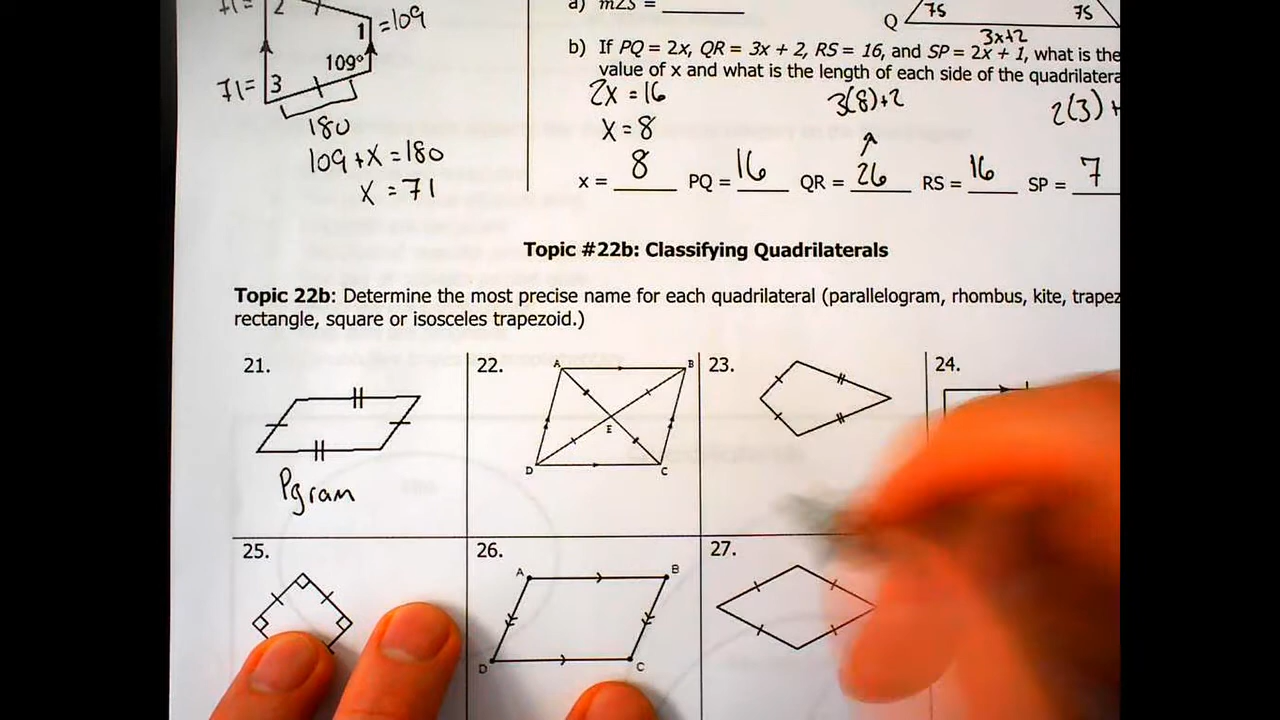 71=
2
1
=109
109°
71=
3
180
109+x=180
x=71
a) m∠S =
Q
75
75
3x+2
b) If PQ = 2x, QR = 3x + 2, RS = 16, and SP = 2x + 1, what is the
value of x and what is the length of each side of the quadrilatera
2x=16
3(8)+2
2(3)+
x=8
x = 8 PQ = 16 QR = 26 RS = 16 SP = 7
Topic #22b: Classifying Quadrilaterals
Topic 22b: Determine the most precise name for each quadrilateral (parallelogram, rhombus, kite, trapez
rectangle, square or isosceles trapezoid.)
21.
Pgram
22.
A
B
E
D
C
23.
24.
25.
26.
A
B
D
C
27.